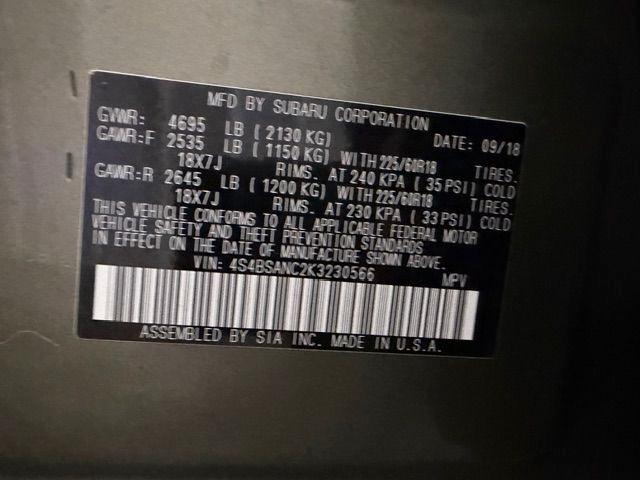 MFD BY SUBARU CORPORATION
GVWR: 4695 LB ( 2130 KG) DATE: 09/18
GAWR:F 2535 LB ( 1150 KG) WITH 225/60R18 TIRES.
18X7J RIMS. AT 240 KPA ( 35 PSI) COLD
GAWR:R 2645 LB ( 1200 KG) WITH 225/60R18 TIRES.
18X7J RIMS. AT 230 KPA ( 33 PSI) COLD
THIS VEHICLE CONFORMS TO ALL APPLICABLE FEDERAL MOTOR
VEHICLE SAFETY AND THEFT PREVENTION STANDARDS
IN EFFECT ON THE DATE OF MANUFACTURE SHOWN ABOVE.
VIN: 4S4BSANC2K3230566 MPV
ASSEMBLED BY SIA INC. MADE IN U.S.A.